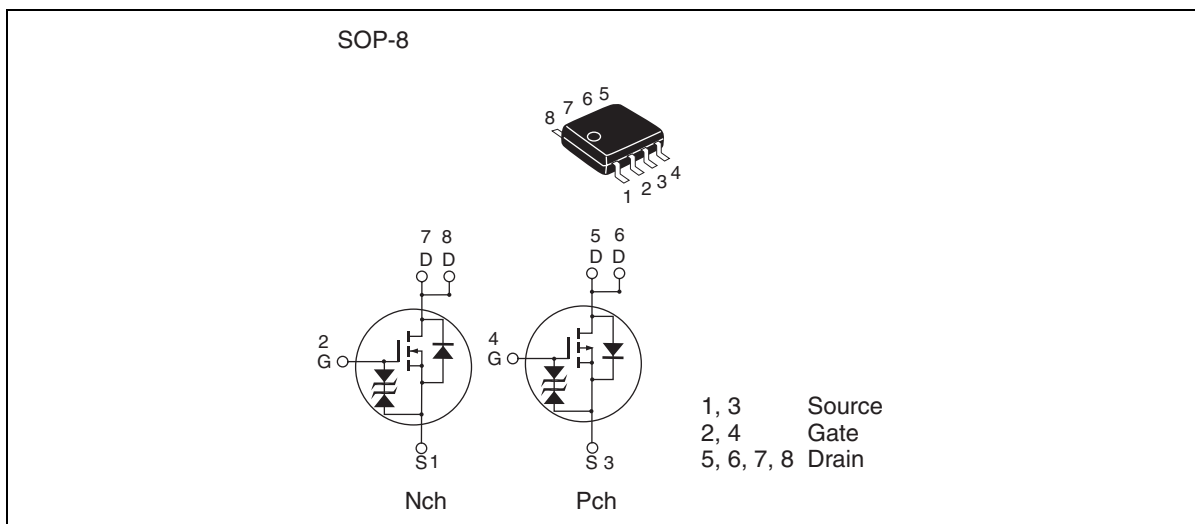 SOP-8
8 7 6 5
1 2 3 4
7 8
D D
2
G
S 1
Nch
5 6
D D
4
G
S 3
Pch
1, 3 Source
2, 4 Gate
5, 6, 7, 8 Drain